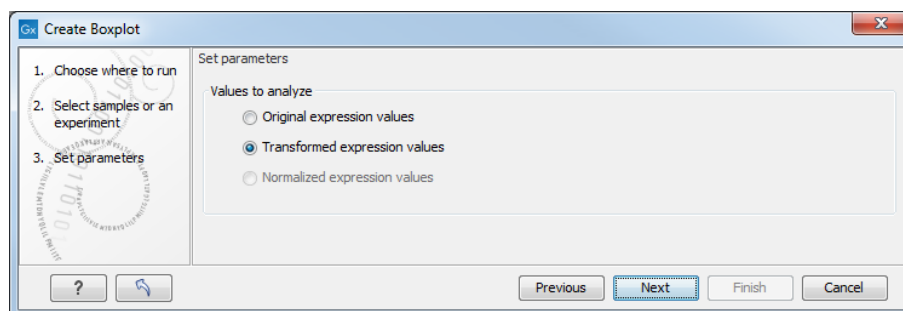 Gx Create Boxplot
1. Choose where to run
2. Select samples or an
experiment
3. Set parameters
Set parameters
Values to analyze
Original expression values
Transformed expression values
Normalized expression values
?
Previous
Next
Finish
Cancel